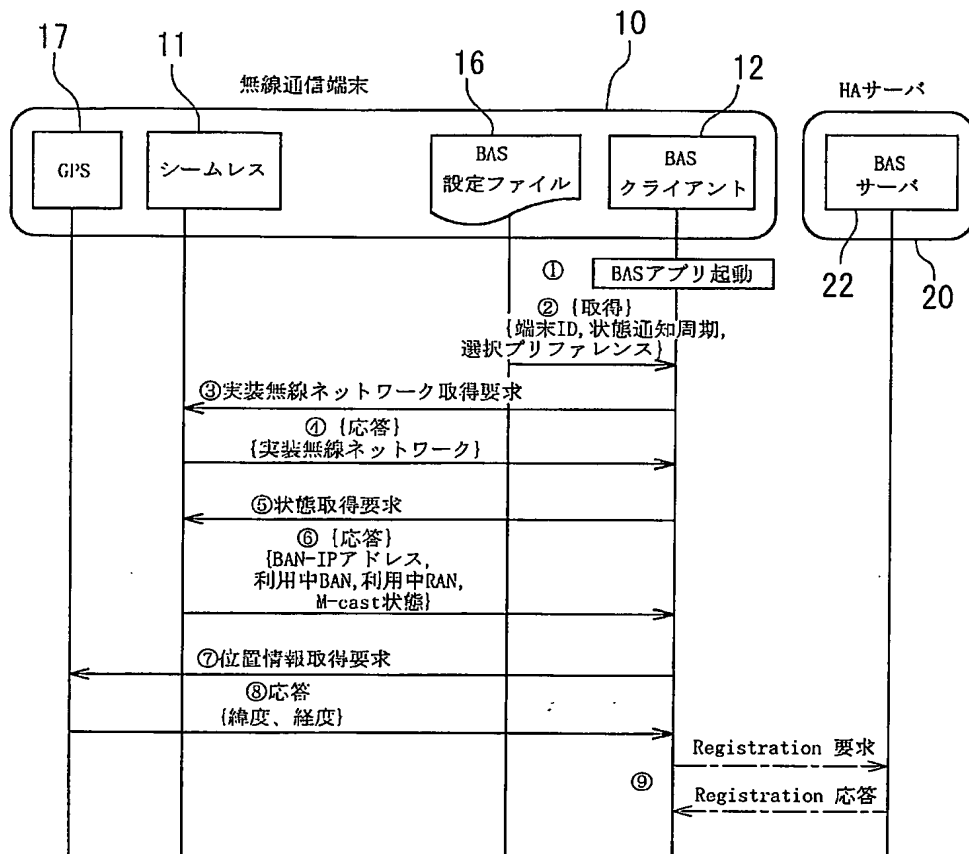 17
11
無線通信端末
16
10
12
HAサーバ
GPS
シームレス
BAS
設定ファイル
BAS
クライアント
BAS
サーバ
22
20
①
BASアプリ起動
② {取得}
{端末ID,状態通知周期,
選択プリファレンス}
③実装無線ネットワーク取得要求
④ {応答}
{実装無線ネットワーク}
⑤状態取得要求
⑥ {応答}
{BAN-IPアドレス,
利用中BAN,利用中RAN,
M-cast状態}
⑦位置情報取得要求
⑧応答
{緯度、経度}
Registration 要求
⑨
Registration 応答